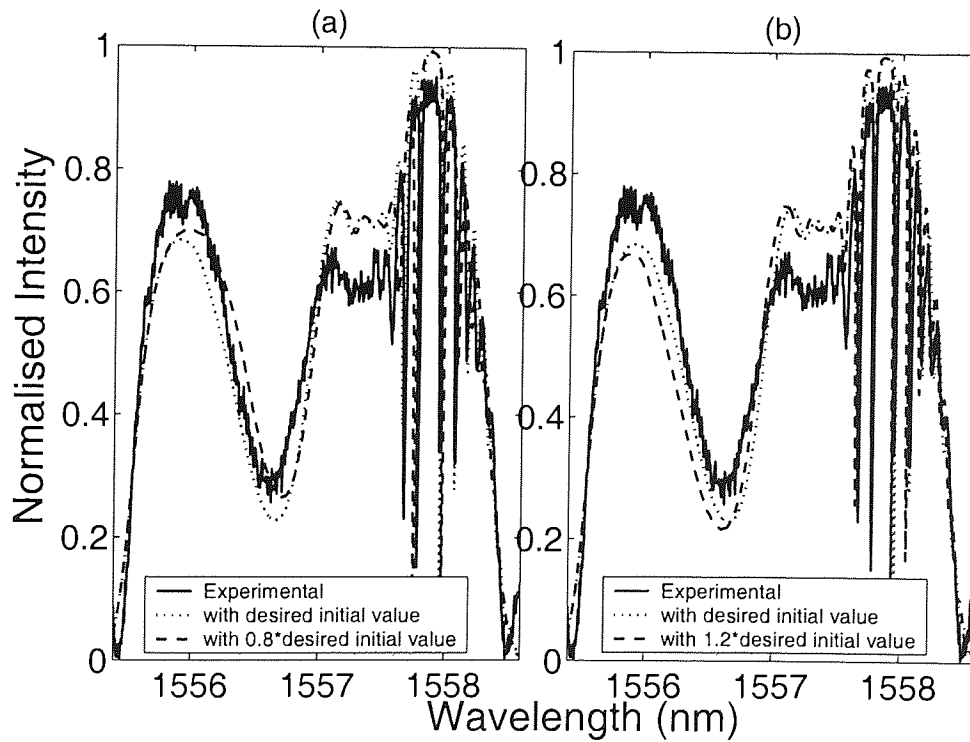 (a)
(b)
Normalised Intensity
1
0.8
0.6
0.4
0.2
0
Experimental
with desired initial value
with 0.8*desired initial value
1556
1557
1558
1
0.8
0.6
0.4
0.2
0
Experimental
with desired initial value
with 1.2*desired initial value
1556
1557
1558
Wavelength (nm)